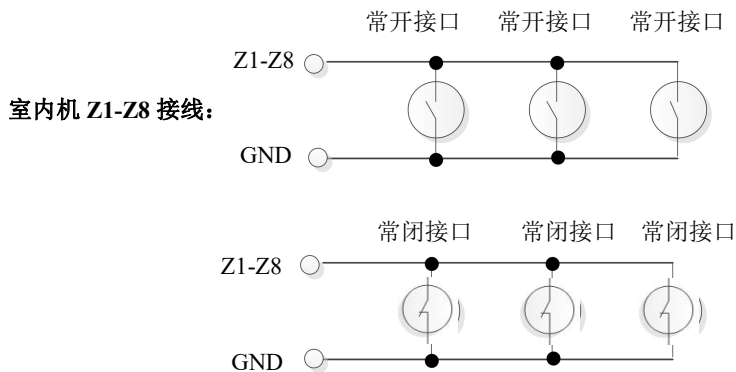 常开接口 常开接口 常开接口
Z1-Z8
室内机 Z1-Z8 接线：
GND
常闭接口 常闭接口 常闭接口
Z1-Z8
GND